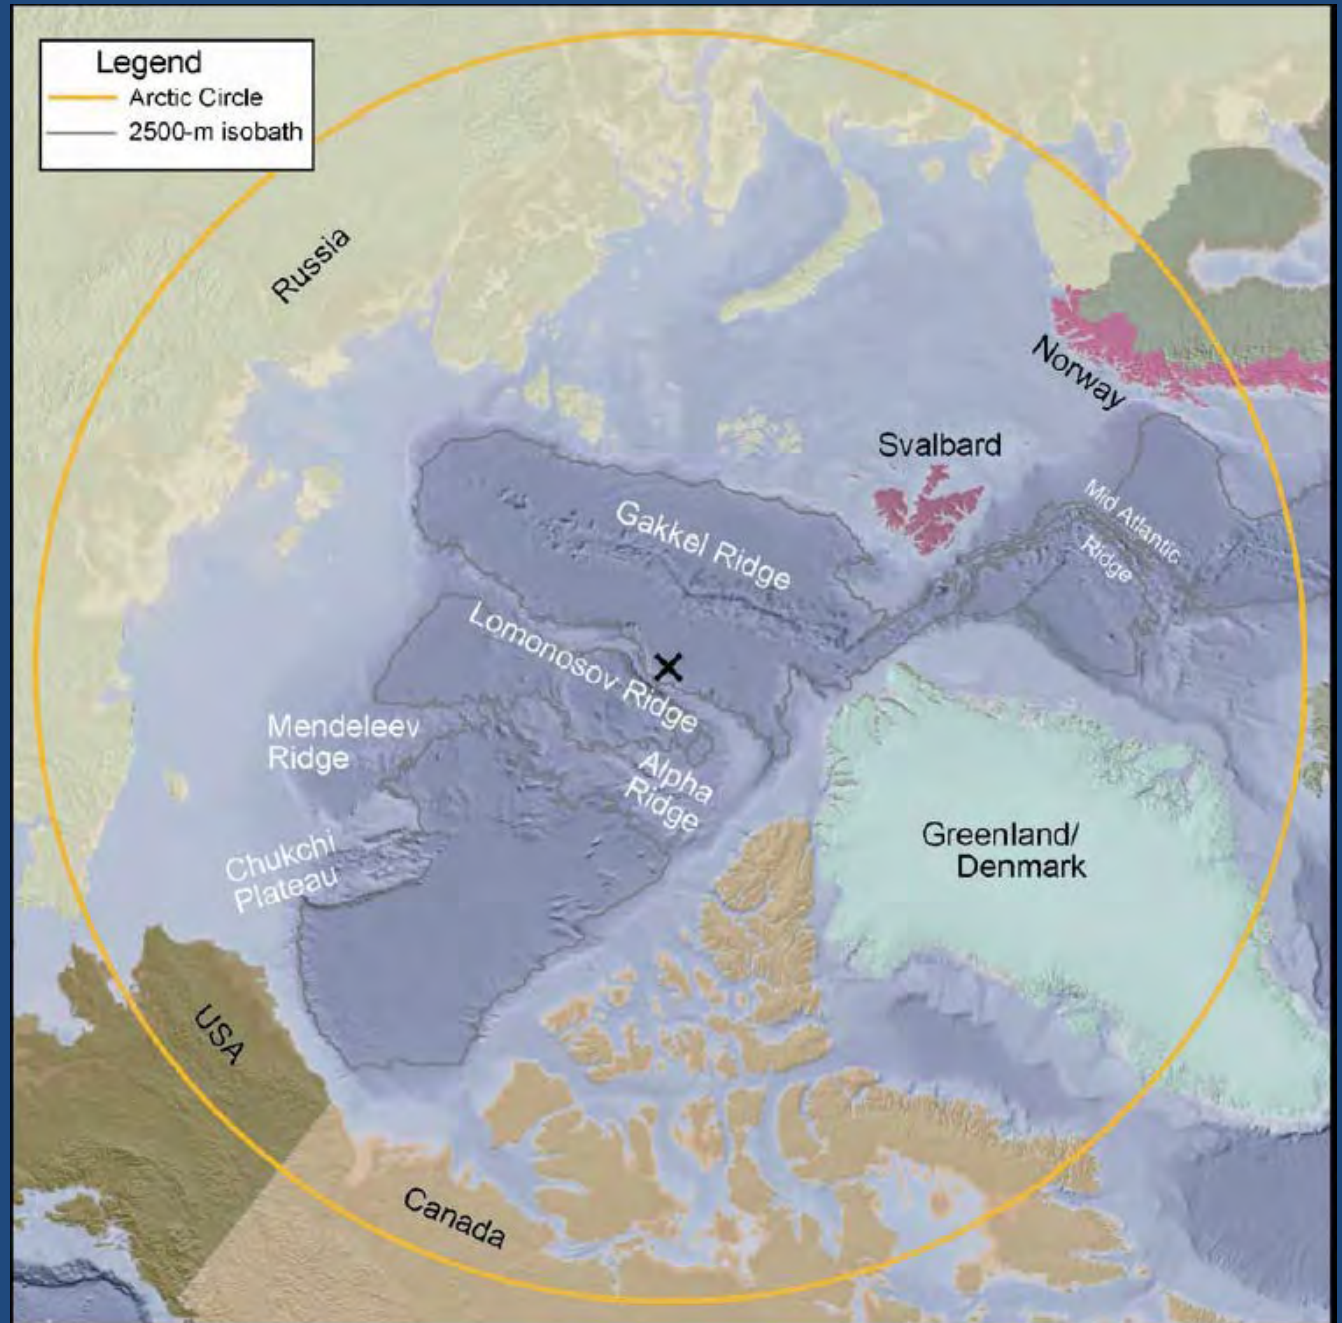 Legend
Arctic Circle
2500-m isobath
Russia
Norway
Svalbard
Mid Atlantic
Ridge
Gakkel Ridge
Lomonosov Ridge
Mendeleev
Ridge
Alpha
Ridge
Chukchi
Plateau
Greenland/
Denmark
USA
Canada